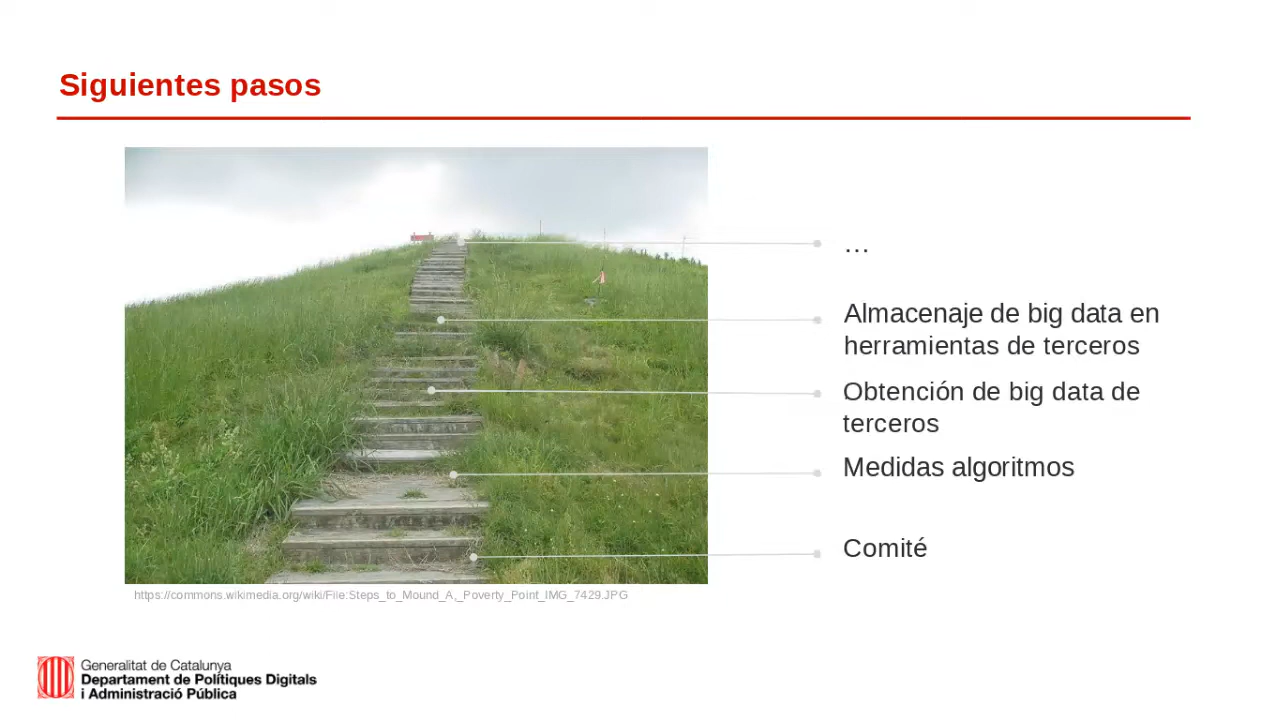 Siguientes pasos
...
Almacenaje de big data en
herramientas de terceros
Obtención de big data de
terceros
Medidas algoritmos
Comité
https://commons.wikimedia.org/wiki/File:Steps_to_Mound_A,_Poverty_Point_IMG_7429.JPG
Generalitat de Catalunya
Departament de Polítiques Digitals
i Administració Pública